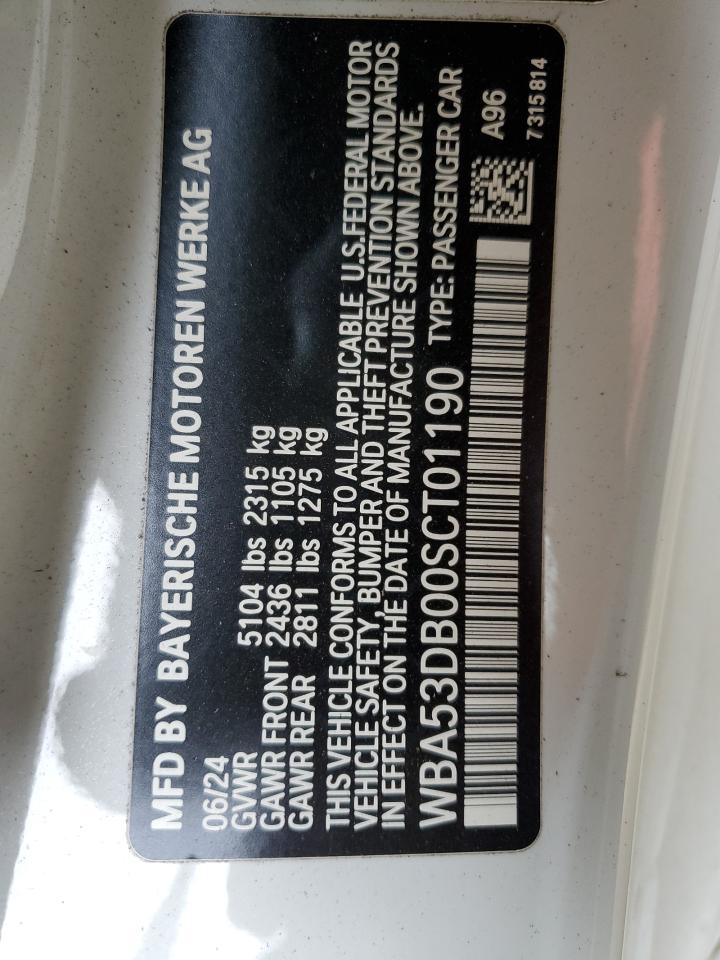 MFD BY BAYERISCHE MOTOREN WERKE AG
06/24
GVWR 5104 lbs 2315 kg
GAWR FRONT 2436 lbs 1105 kg
GAWR REAR 2811 lbs 1275 kg
THIS VEHICLE CONFORMS TO ALL APPLICABLE U.S.FEDERAL MOTOR
VEHICLE SAFETY, BUMPER AND THEFT PREVENTION STANDARDS
IN EFFECT ON THE DATE OF MANUFACTURE SHOWN ABOVE.
WBA53DB00SCT01190 TYPE: PASSENGER CAR
A96
7315814